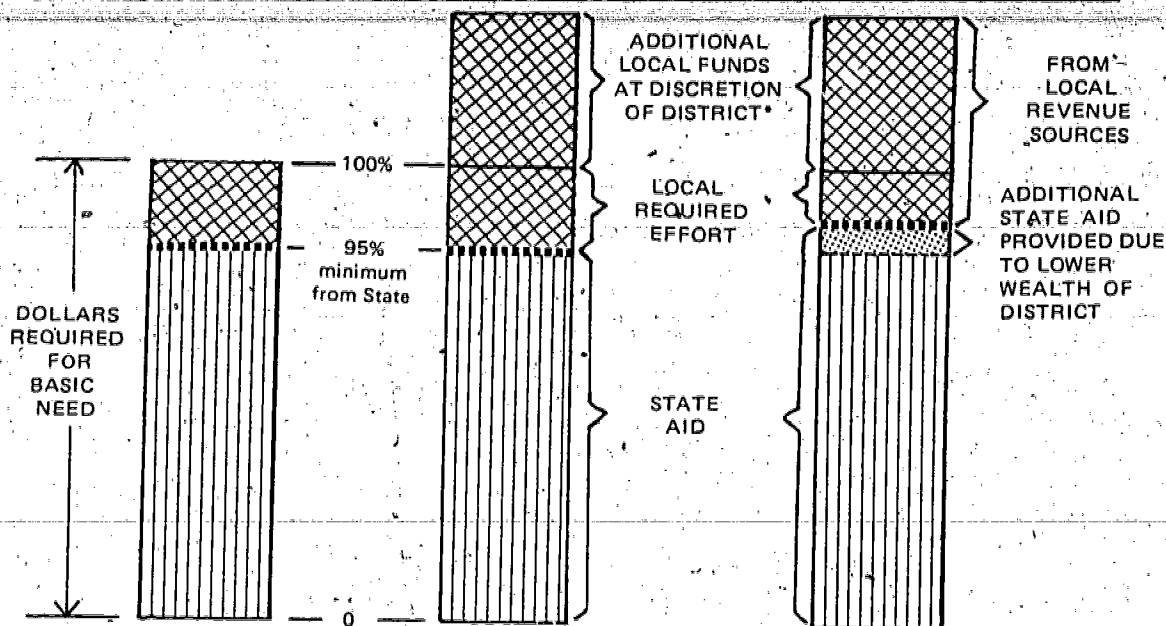 DOLLARS
REQUIRED
FOR
BASIC
NEED
100%
95%
minimum
from State
0
ADDITIONAL
LOCAL FUNDS
AT DISCRETION
OF DISTRICT*
LOCAL
REQUIRED
EFFORT
STATE
AID
FROM
LOCAL
REVENUE
SOURCES
ADDITIONAL
STATE AID
PROVIDED DUE
TO LOWER
WEALTH OF
DISTRICT